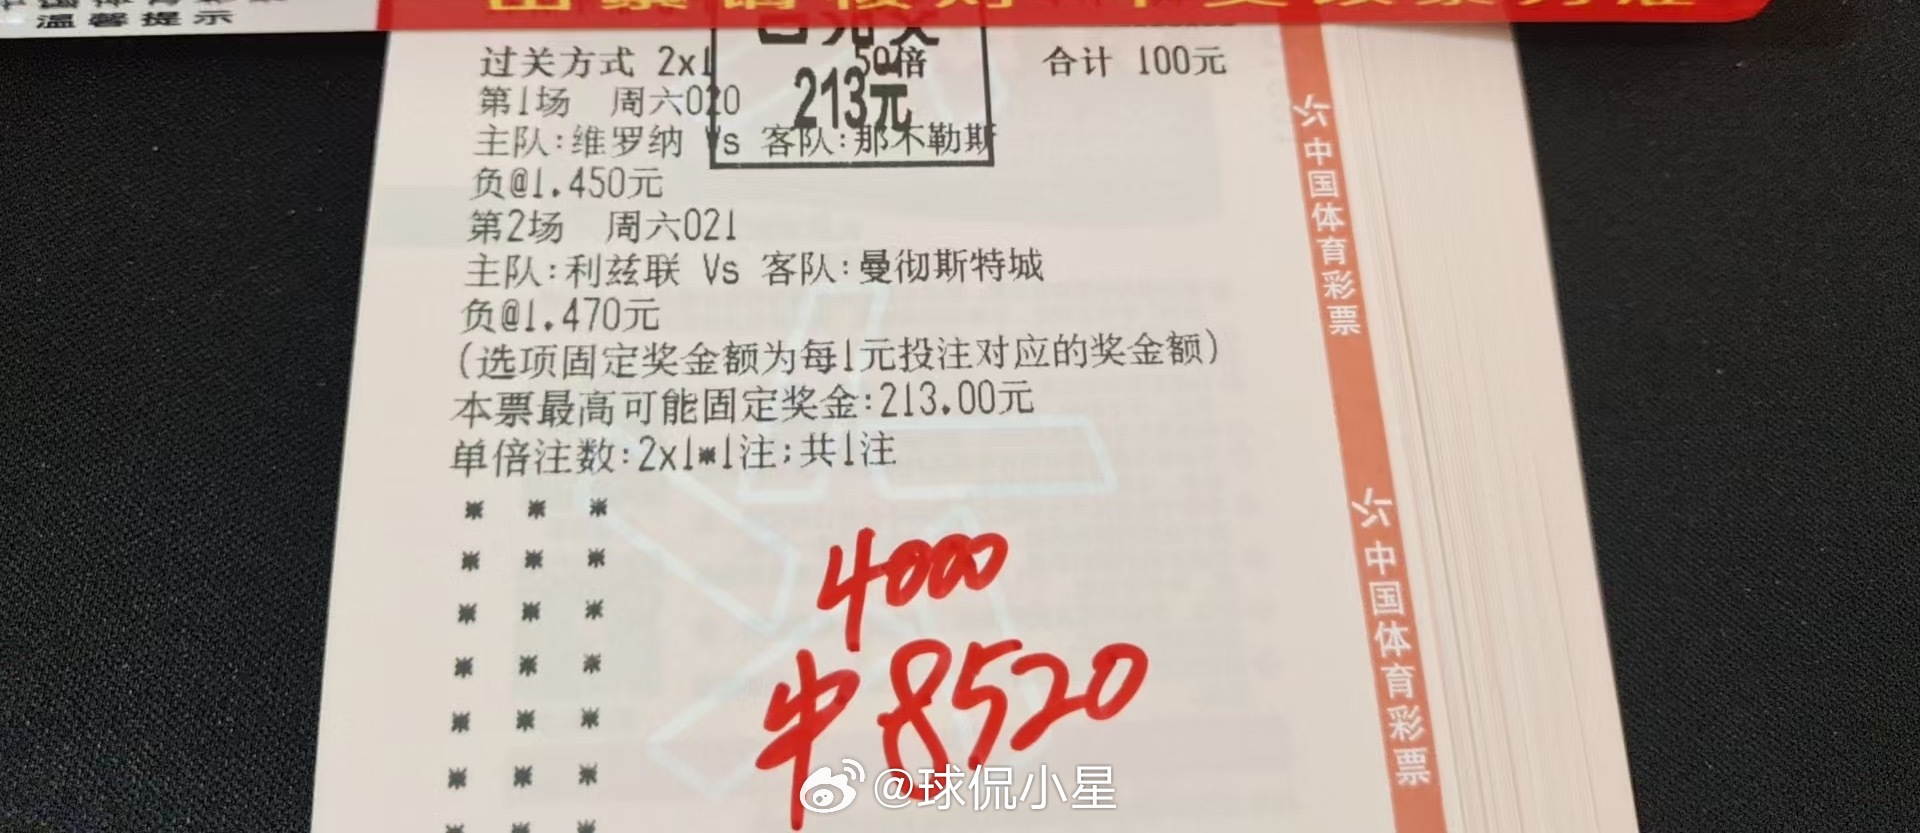 温馨提示
出票请核对
过关方式 2x1 50倍 合计 100元
213元
第1场 周六020
主队:维罗纳 Vs 客队:那不勒斯
负@1.450元
第2场 周六021
主队:利兹联 Vs 客队:曼彻斯特城
负@1.470元
(选项固定奖金额为每1元投注对应的奖金额)
本票最高可能固定奖金:213.00元
单倍注数:2x1*1注;共1注
4000
中8520
中国体育彩票
中国体育彩票
@球侃小星